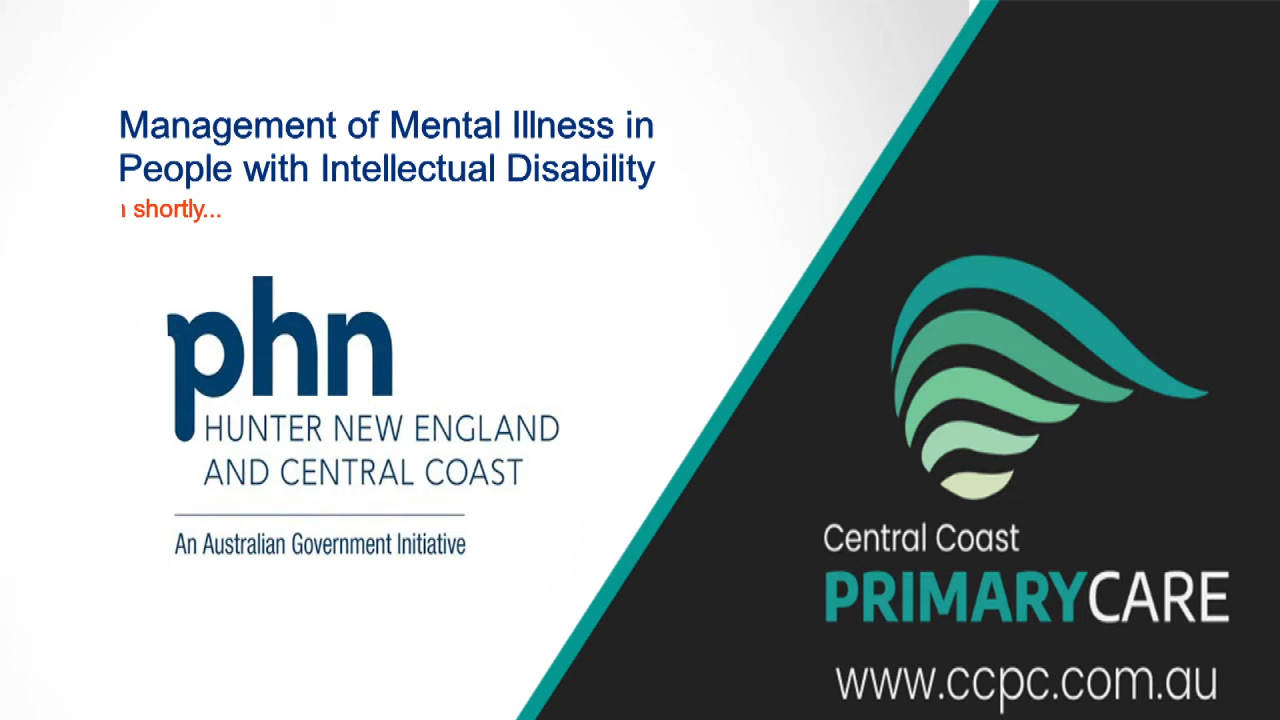 Management of Mental Illness in
People with Intellectual Disability
shortly...
phn
HUNTER NEW ENGLAND
AND CENTRAL COAST
An Australian Government Initiative
Central Coast
PRIMARYCARE
www.ccpc.com.au